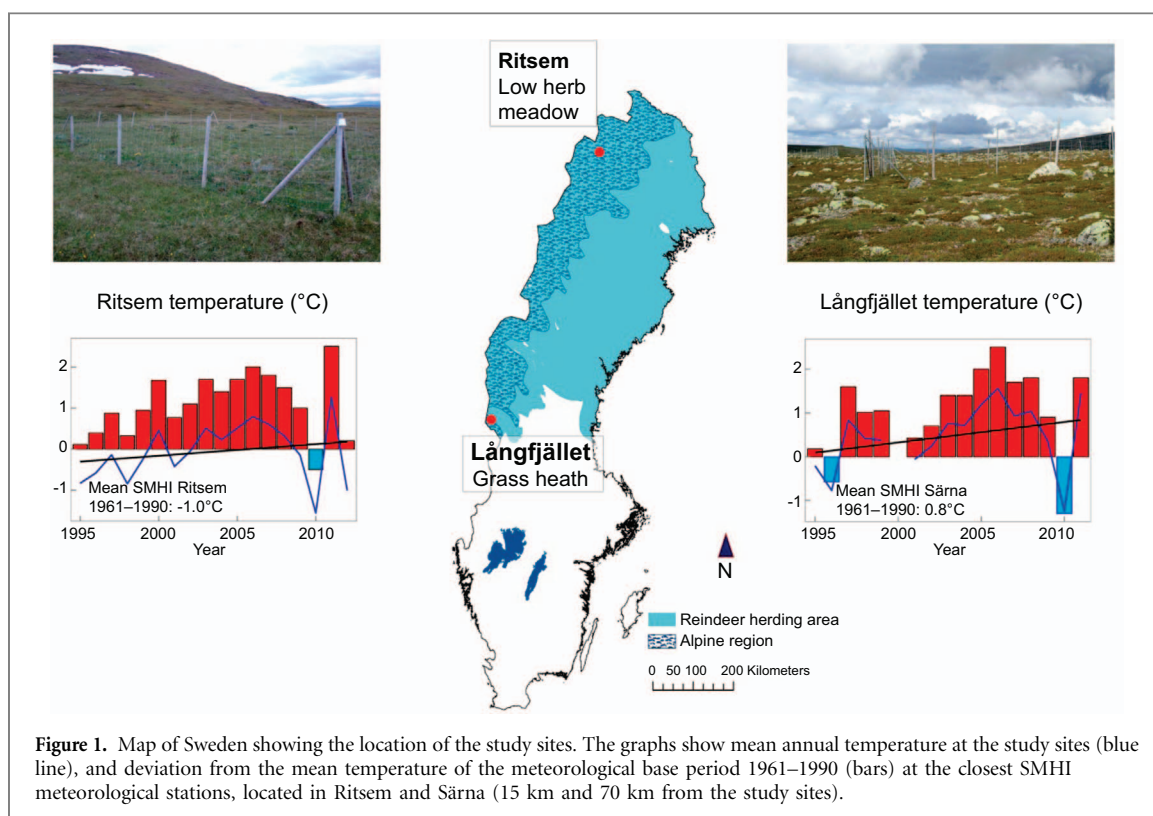 Ritsem
Low herb
meadow
Ritsem temperature (°C)
2
1
0
-1
Mean SMHI Ritsem
1961–1990: -1.0°C
1995 2000 2005 2010
Year
Långfjället
Grass heath
Långfjället temperature (°C)
2
1
0
-1
Mean SMHI Särna
1961–1990: 0.8°C
1995 2000 2005 2010
Year
N
Reindeer herding area
Alpine region
0 50 100 200 Kilometers
Figure 1. Map of Sweden showing the location of the study sites. The graphs show mean annual temperature at the study sites (blue
line), and deviation from the mean temperature of the meteorological base period 1961–1990 (bars) at the closest SMHI
meteorological stations, located in Ritsem and Särna (15 km and 70 km from the study sites).